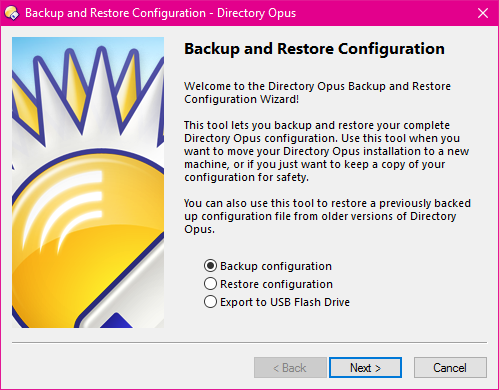 Backup and Restore Configuration - Directory Opus
Backup and Restore Configuration
Welcome to the Directory Opus Backup and Restore
Configuration Wizard!
This tool lets you backup and restore your complete
Directory Opus configuration. Use this tool when you
want to move your Directory Opus installation to a new
machine, or if you just want to keep a copy of your
configuration for safety.
You can also use this tool to restore a previously backed
up configuration file from older versions of Directory
Opus.
Backup configuration
Restore configuration
Export to USB Flash Drive
< Back
Next >
Cancel